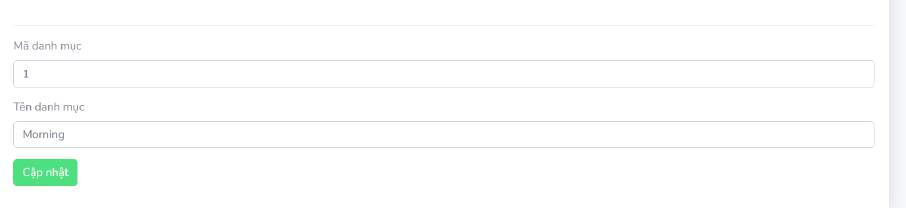 Mã danh mục
1
Tên danh mục
Morning
Cập nhật